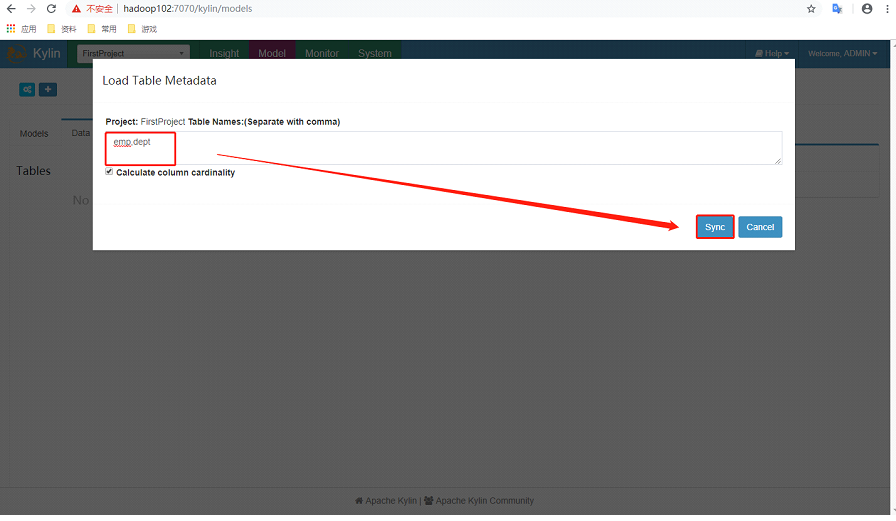 不安全 | hadoop102:7070/kylin/models
应用 资料 常用 游戏
Kylin FirstProject Insight Model Monitor System Help Welcome, ADMIN
Load Table Metadata
Project: FirstProject Table Names:(Separate with comma)
emp,dept
Calculate column cardinality
Sync Cancel
Models Data
Tables
No
Apache Kylin | Apache Kylin Community